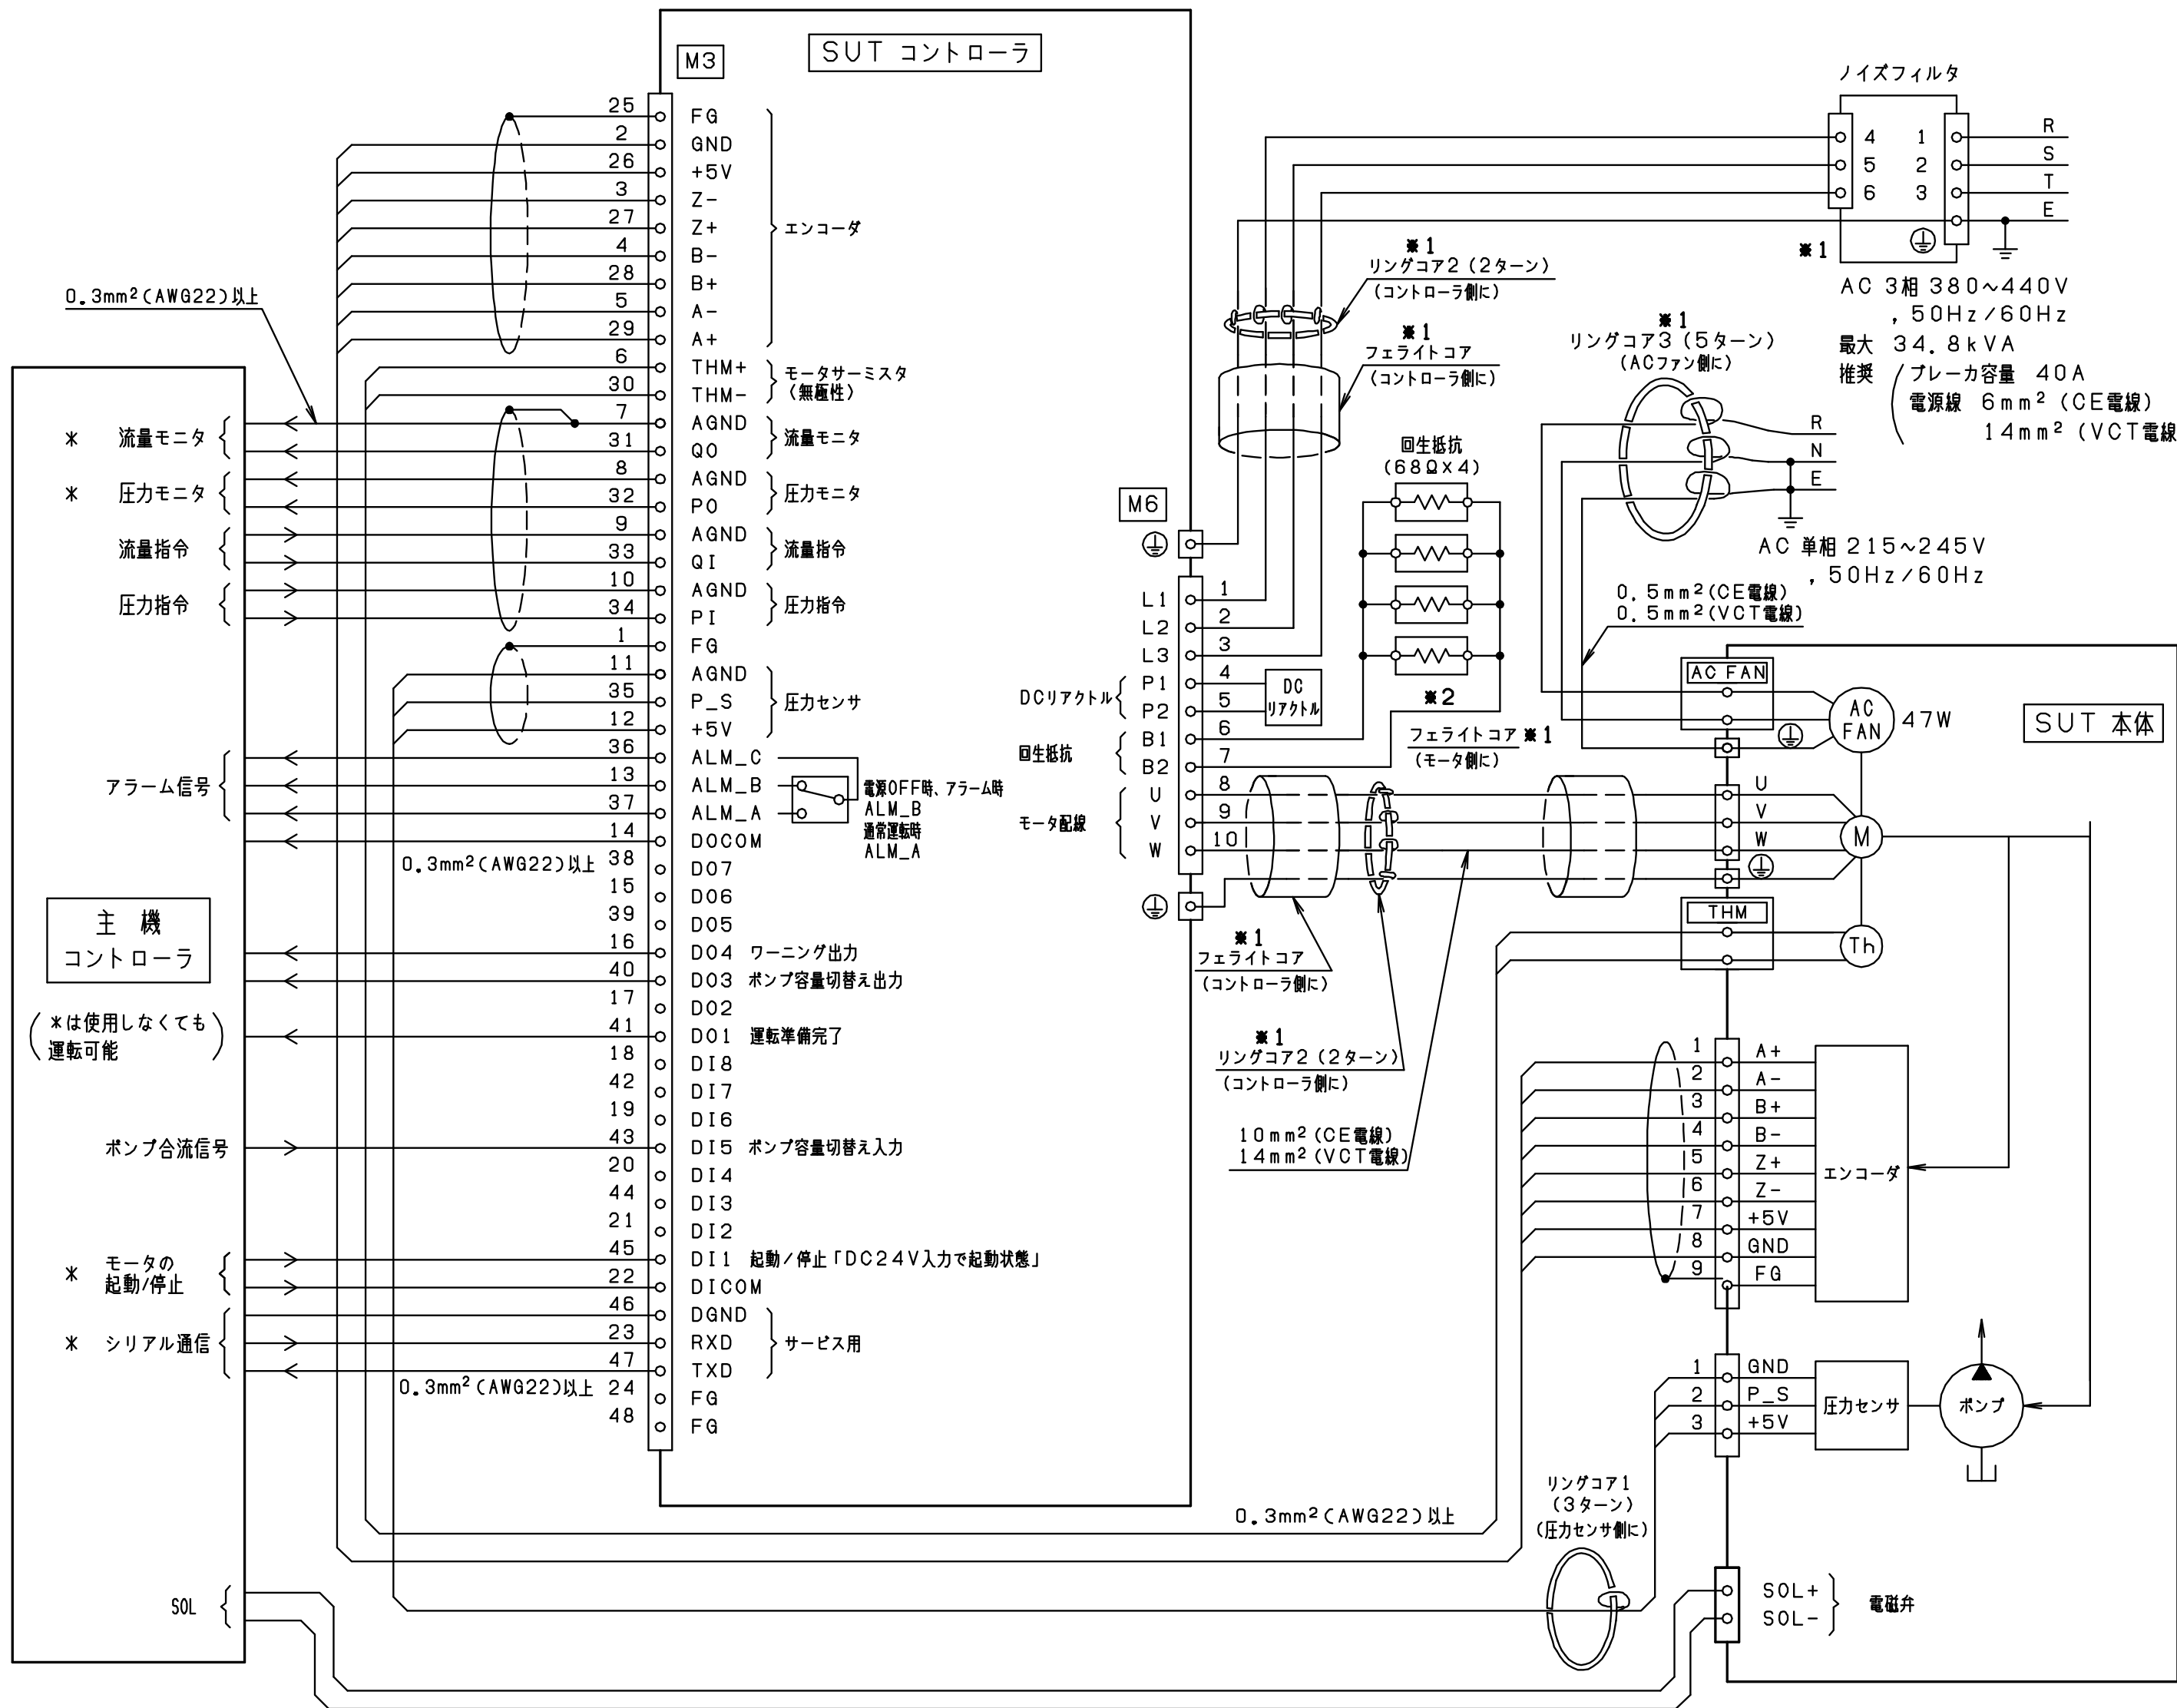 SUT コントローラ
M3
25 FG
2 GND
26 +5V
3 Z-
27 Z+
4 B-
28 B+
5 A-
29 A+
エンコーダ
6 THM+
30 THM-
モータサーミスタ
(無極性)
7 AGND
31 QO
流量モニタ
8 AGND
32 PO
圧力モニタ
9 AGND
33 QI
流量指令
10 AGND
34 PI
圧力指令
1 FG
11 AGND
35 P_S
12 +5V
圧力センサ
36 ALM_C
13 ALM_B
37 ALM_A
電源OFF時、アラーム時
ALM_B
通常運転時
ALM_A
14 DOCOM
38 DO7
15 DO6
39 DO5
16 DO4 ワーニング出力
40 DO3 ポンプ容量切替え出力
17 DO2
41 DO1 運転準備完了
18 DI8
42 DI7
19 DI6
43 DI5 ポンプ容量切替え入力
20 DI4
44 DI3
21 DI2
45 DI1 起動/停止「DC24V入力で起動状態」
22 DICOM
46 DGND
23 RXD
47 TXD
サービス用
24 FG
48 FG
0.3mm²(AWG22)以上
* 流量モニタ
* 圧力モニタ
流量指令
圧力指令
アラーム信号
0.3mm²(AWG22)以上
主 機
コントローラ
(*は使用しなくても
運転可能)
ポンプ合流信号
* モータの
起動/停止
* シリアル通信
0.3mm²(AWG22)以上
SOL
M6
L1 1
L2 2
L3 3
DCリアクトル
P1 4
P2 5
DC
リアクトル
回生抵抗
B1 6
B2 7
モータ配線
U 8
V 9
W 10
ノイズフィルタ
4 1 R
5 2 S
6 3 T
E
※1
AC 3相 380~440V
, 50Hz/60Hz
最大 34.8kVA
推奨 (ブレーカ容量 40A
電源線 6mm² (CE電線)
14mm² (VCT電線
※1
リングコア2 (2ターン)
(コントローラ側に)
※1
フェライトコア
(コントローラ側に)
回生抵抗
(68Ω×4)
※2
※1
リングコア3 (5ターン)
(ACファン側に)
R
N
E
AC 単相 215~245V
, 50Hz/60Hz
0.5mm²(CE電線)
0.5mm²(VCT電線)
フェライトコア ※1
(モータ側に)
※1
フェライトコア
(コントローラ側に)
※1
リングコア2 (2ターン)
(コントローラ側に)
10mm²(CE電線)
14mm²(VCT電線)
SUT 本体
AC FAN
AC
FAN
47W
U
V
W
M
THM
Th
1 A+
2 A-
3 B+
4 B-
5 Z+
6 Z-
7 +5V
8 GND
9 FG
エンコーダ
1 GND
2 P_S
3 +5V
圧力センサ
ポンプ
0.3mm²(AWG22)以上
リングコア1
(3ターン)
(圧力センサ側に)
SOL+
SOL-
電磁弁